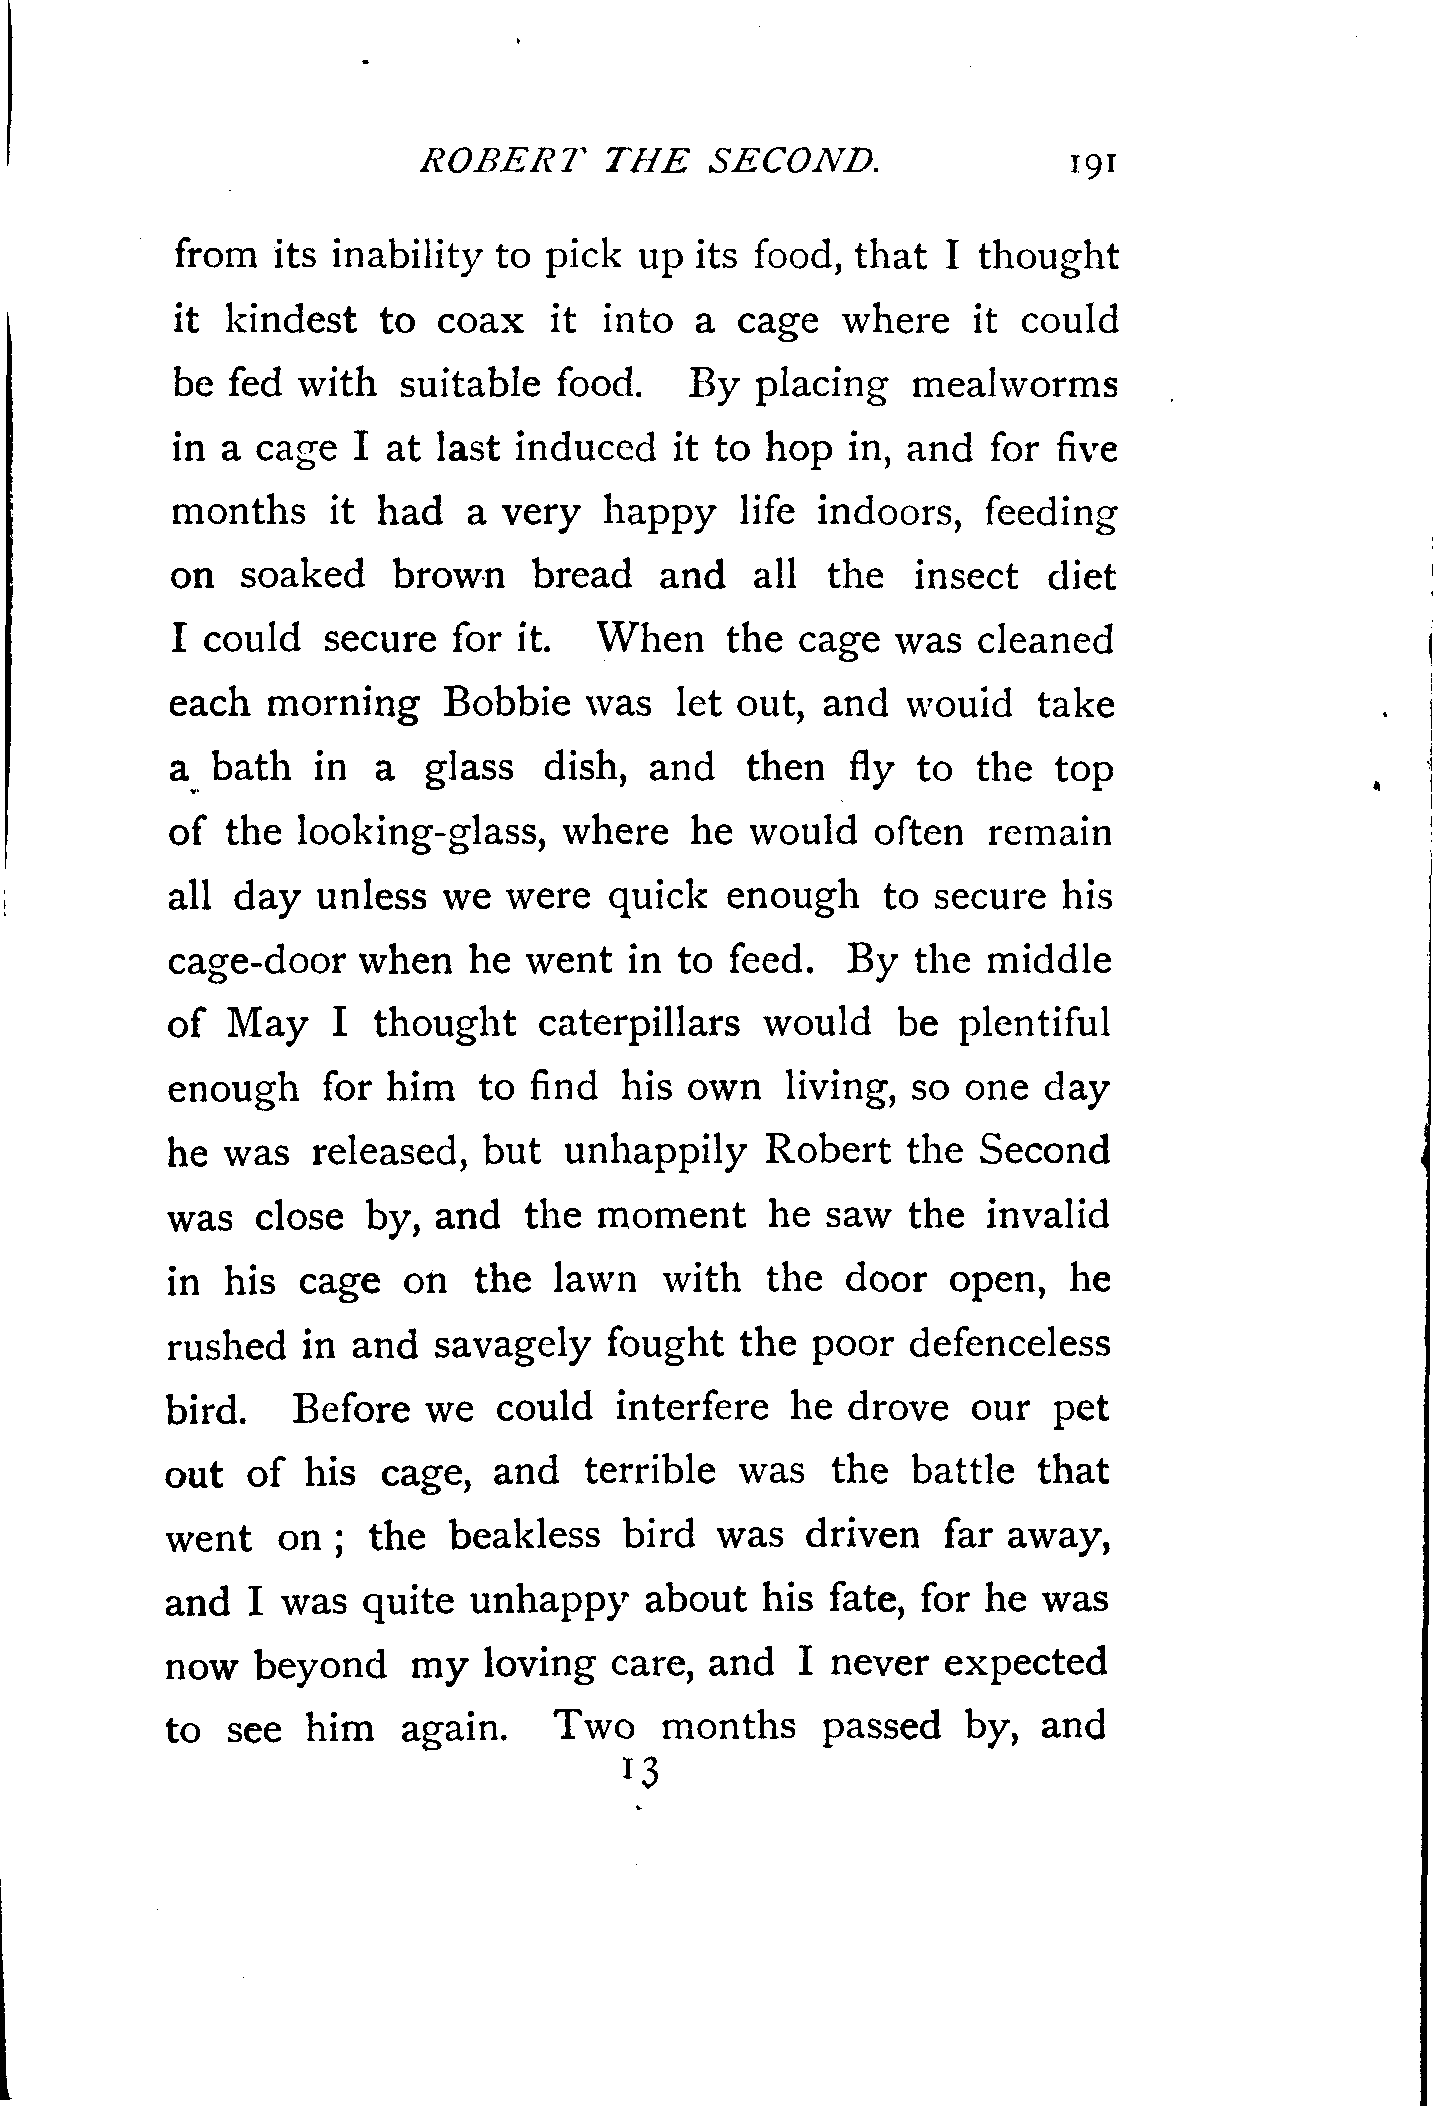 ROBERT THE SECOND. 191
from its inability to pick up its food, that I thought
it kindest to coax it into a cage where it could
be fed with suitable food. By placing mealworms
in a cage I at last induced it to hop in, and for five
months it had a very happy life indoors, feeding
on soaked brown bread and all the insect diet
I could secure for it. When the cage was cleaned
each morning Bobbie was let out, and would take
a bath in a glass dish, and then fly to the top
of the looking-glass, where he would often remain
all day unless we were quick enough to secure his
cage-door when he went in to feed. By the middle
of May I thought caterpillars would be plentiful
enough for him to find his own living, so one day
he was released, but unhappily Robert the Second
was close by, and the moment he saw the invalid
in his cage on the lawn with the door open, he
rushed in and savagely fought the poor defenceless
bird. Before we could interfere he drove our pet
out of his cage, and terrible was the battle that
went on ; the beakless bird was driven far away,
and I was quite unhappy about his fate, for he was
now beyond my loving care, and I never expected
to see him again. Two months passed by, and
13